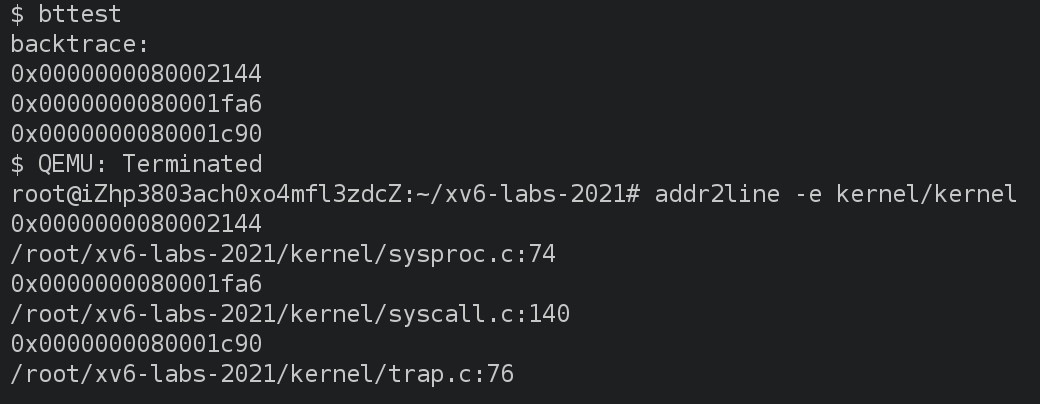 $ bttest
backtrace:
0x0000000080002144
0x0000000080001fa6
0x0000000080001c90
$ QEMU: Terminated
root@iZhp3803ach0xo4mfl3zdcZ:~/xv6-labs-2021# addr2line -e kernel/kernel
0x0000000080002144
/root/xv6-labs-2021/kernel/sysproc.c:74
0x0000000080001fa6
/root/xv6-labs-2021/kernel/syscall.c:140
0x0000000080001c90
/root/xv6-labs-2021/kernel/trap.c:76